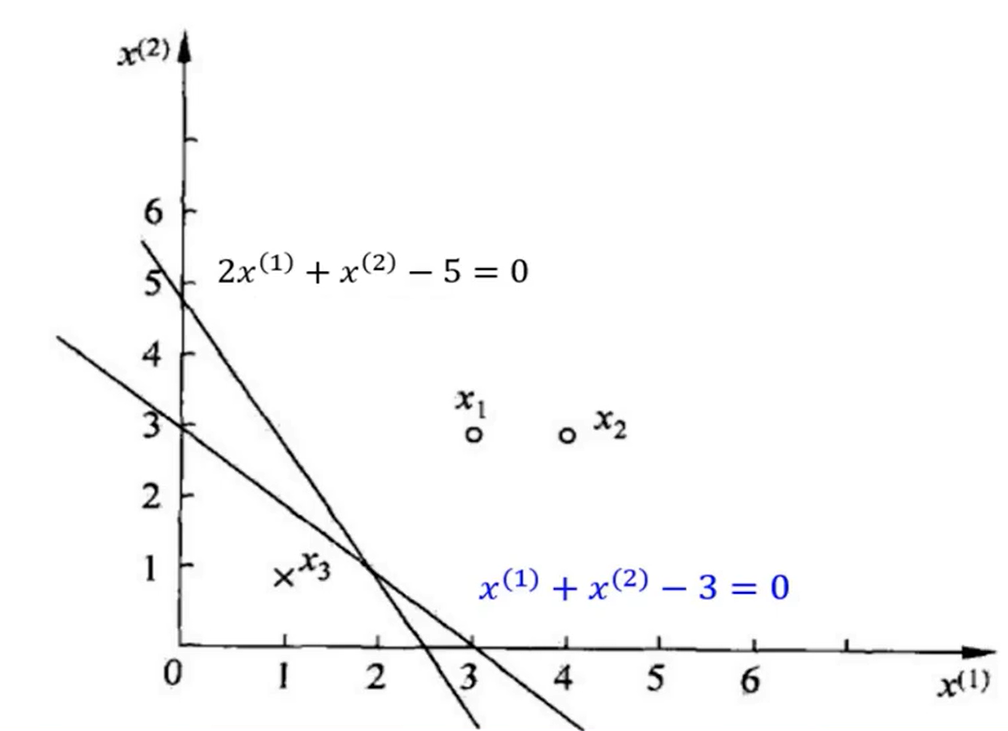 x⁽²⁾
6
2x⁽¹⁾ + x⁽²⁾ − 5 = 0
5
4
x₁
x₂
3
2
1
x₃
x⁽¹⁾ + x⁽²⁾ − 3 = 0
0 1 2 3 4 5 6
x⁽¹⁾